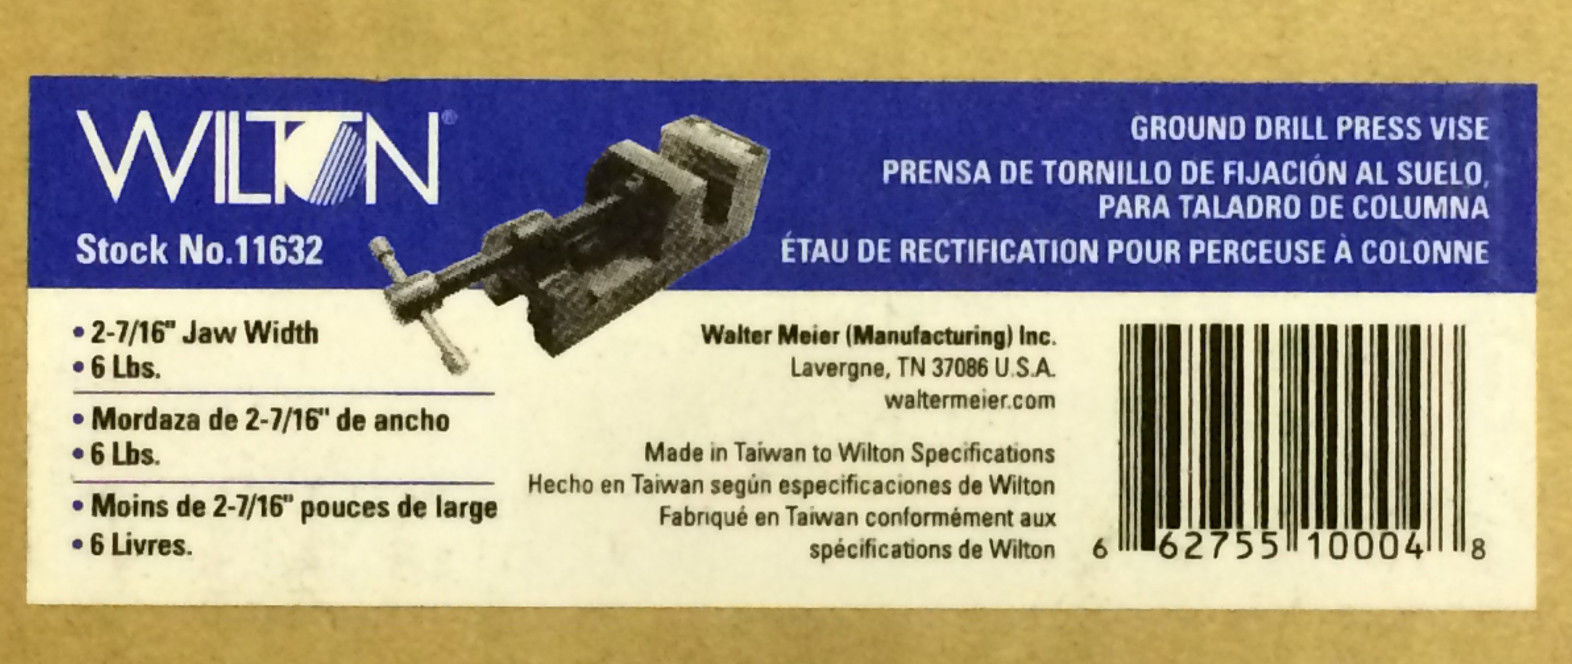 WILTON®
Stock No.11632
GROUND DRILL PRESS VISE
PRENSA DE TORNILLO DE FIJACIÓN AL SUELO,
PARA TALADRO DE COLUMNA
ÉTAU DE RECTIFICATION POUR PERCEUSE À COLONNE
• 2-7/16" Jaw Width
• 6 Lbs.
• Mordaza de 2-7/16" de ancho
• 6 Lbs.
• Moins de 2-7/16" pouces de large
• 6 Livres.
Walter Meier (Manufacturing) Inc.
Lavergne, TN 37086 U.S.A.
waltermeier.com
Made in Taiwan to Wilton Specifications
Hecho en Taiwan según especificaciones de Wilton
Fabriqué en Taiwan conformément aux
spécifications de Wilton
6 62755 10004 8